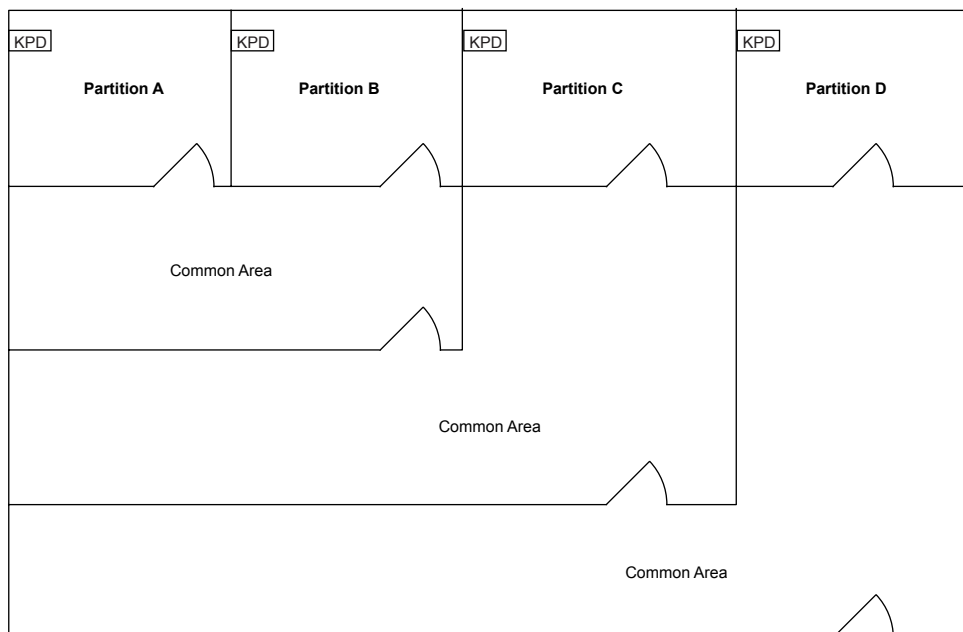 KPD
KPD
KPD
KPD
Partition A
Partition B
Partition C
Partition D
Common Area
Common Area
Common Area